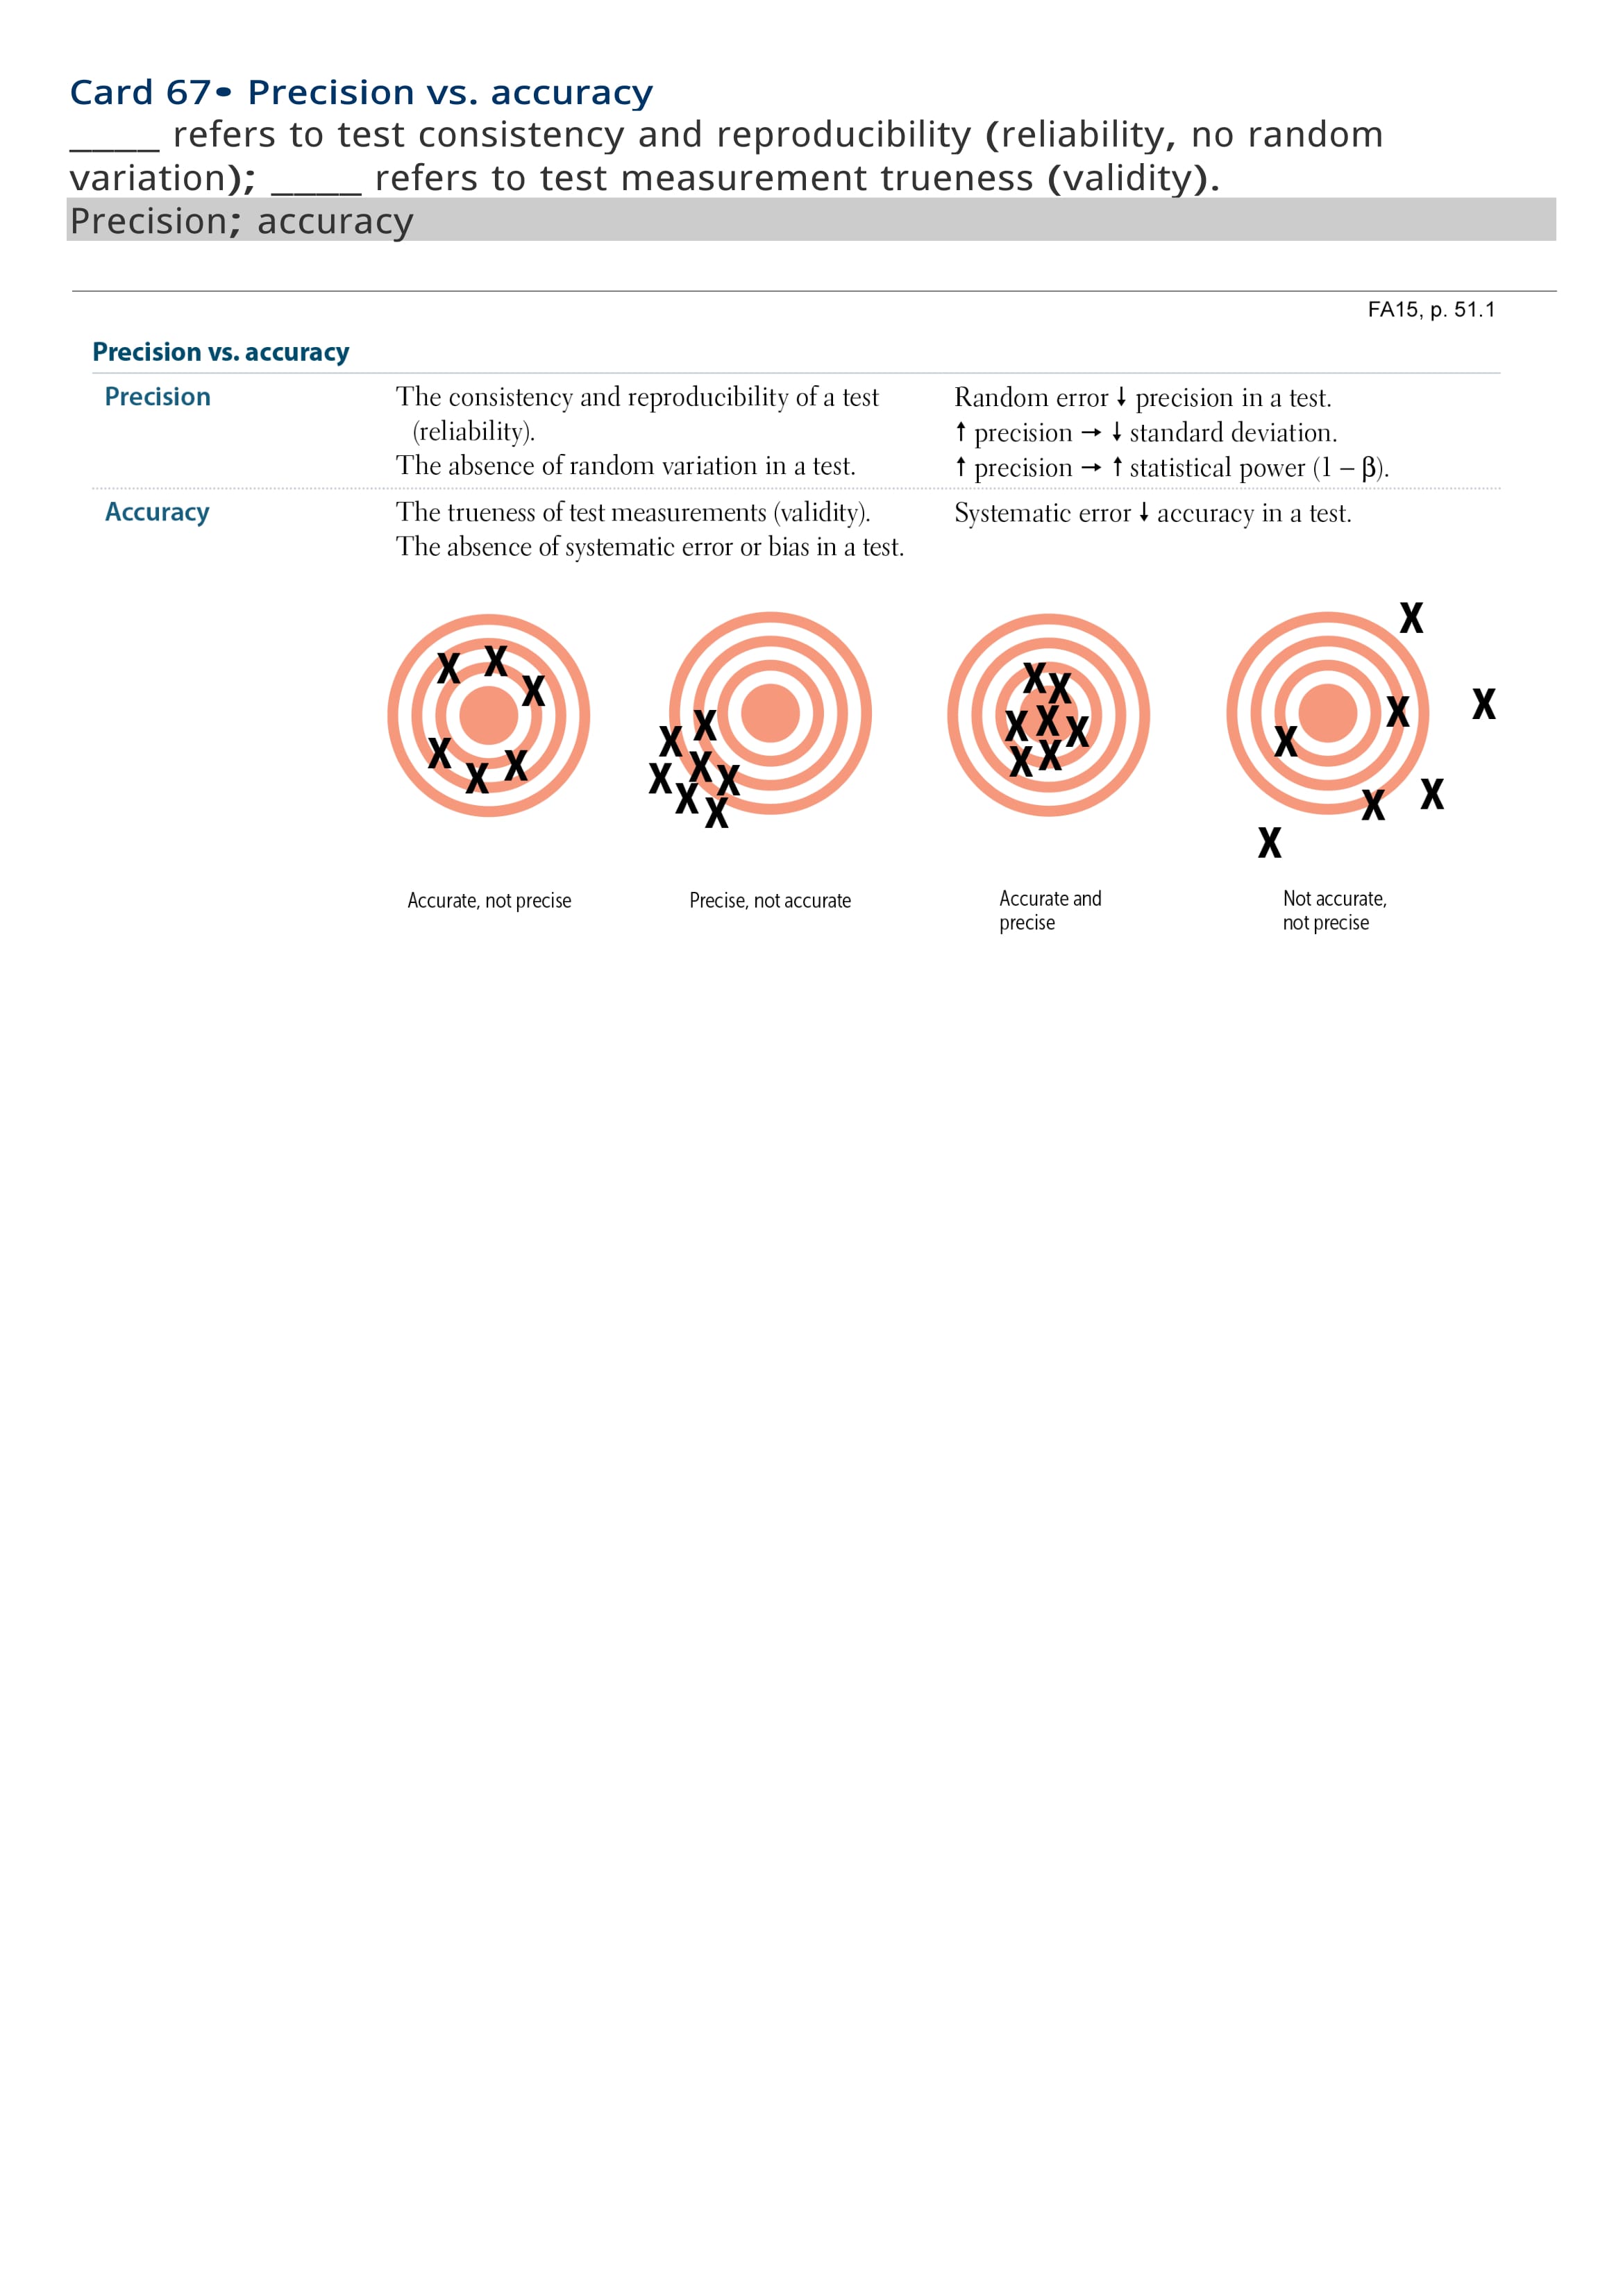 Card 67• Precision vs. accuracy
____ refers to test consistency and reproducibility (reliability, no random
variation); ____ refers to test measurement trueness (validity).
Precision; accuracy
FA15, p. 51.1
Precision vs. accuracy
Precision
The consistency and reproducibility of a test
(reliability).
The absence of random variation in a test.
Random error ↓ precision in a test.
↑ precision → ↓ standard deviation.
↑ precision → ↑ statistical power (1 – β).
Accuracy
The trueness of test measurements (validity).
The absence of systematic error or bias in a test.
Systematic error ↓ accuracy in a test.
X X X X X X
X X X X X X X X
X X X X X X X X
X X X X X X X
Accurate, not precise
Precise, not accurate
Accurate and
precise
Not accurate,
not precise